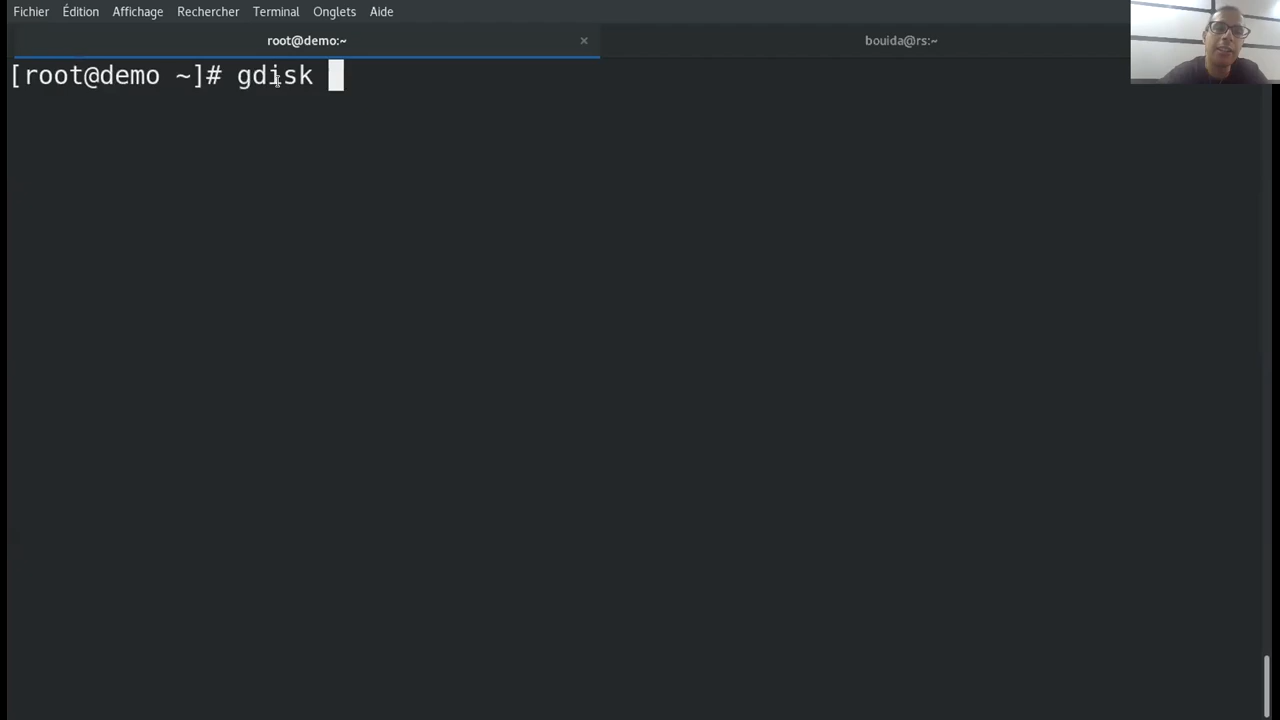 Fichier Édition Affichage Rechercher Terminal Onglets Aide
root@demo:~ × bouida@rs:~
[root@demo ~]# gdisk